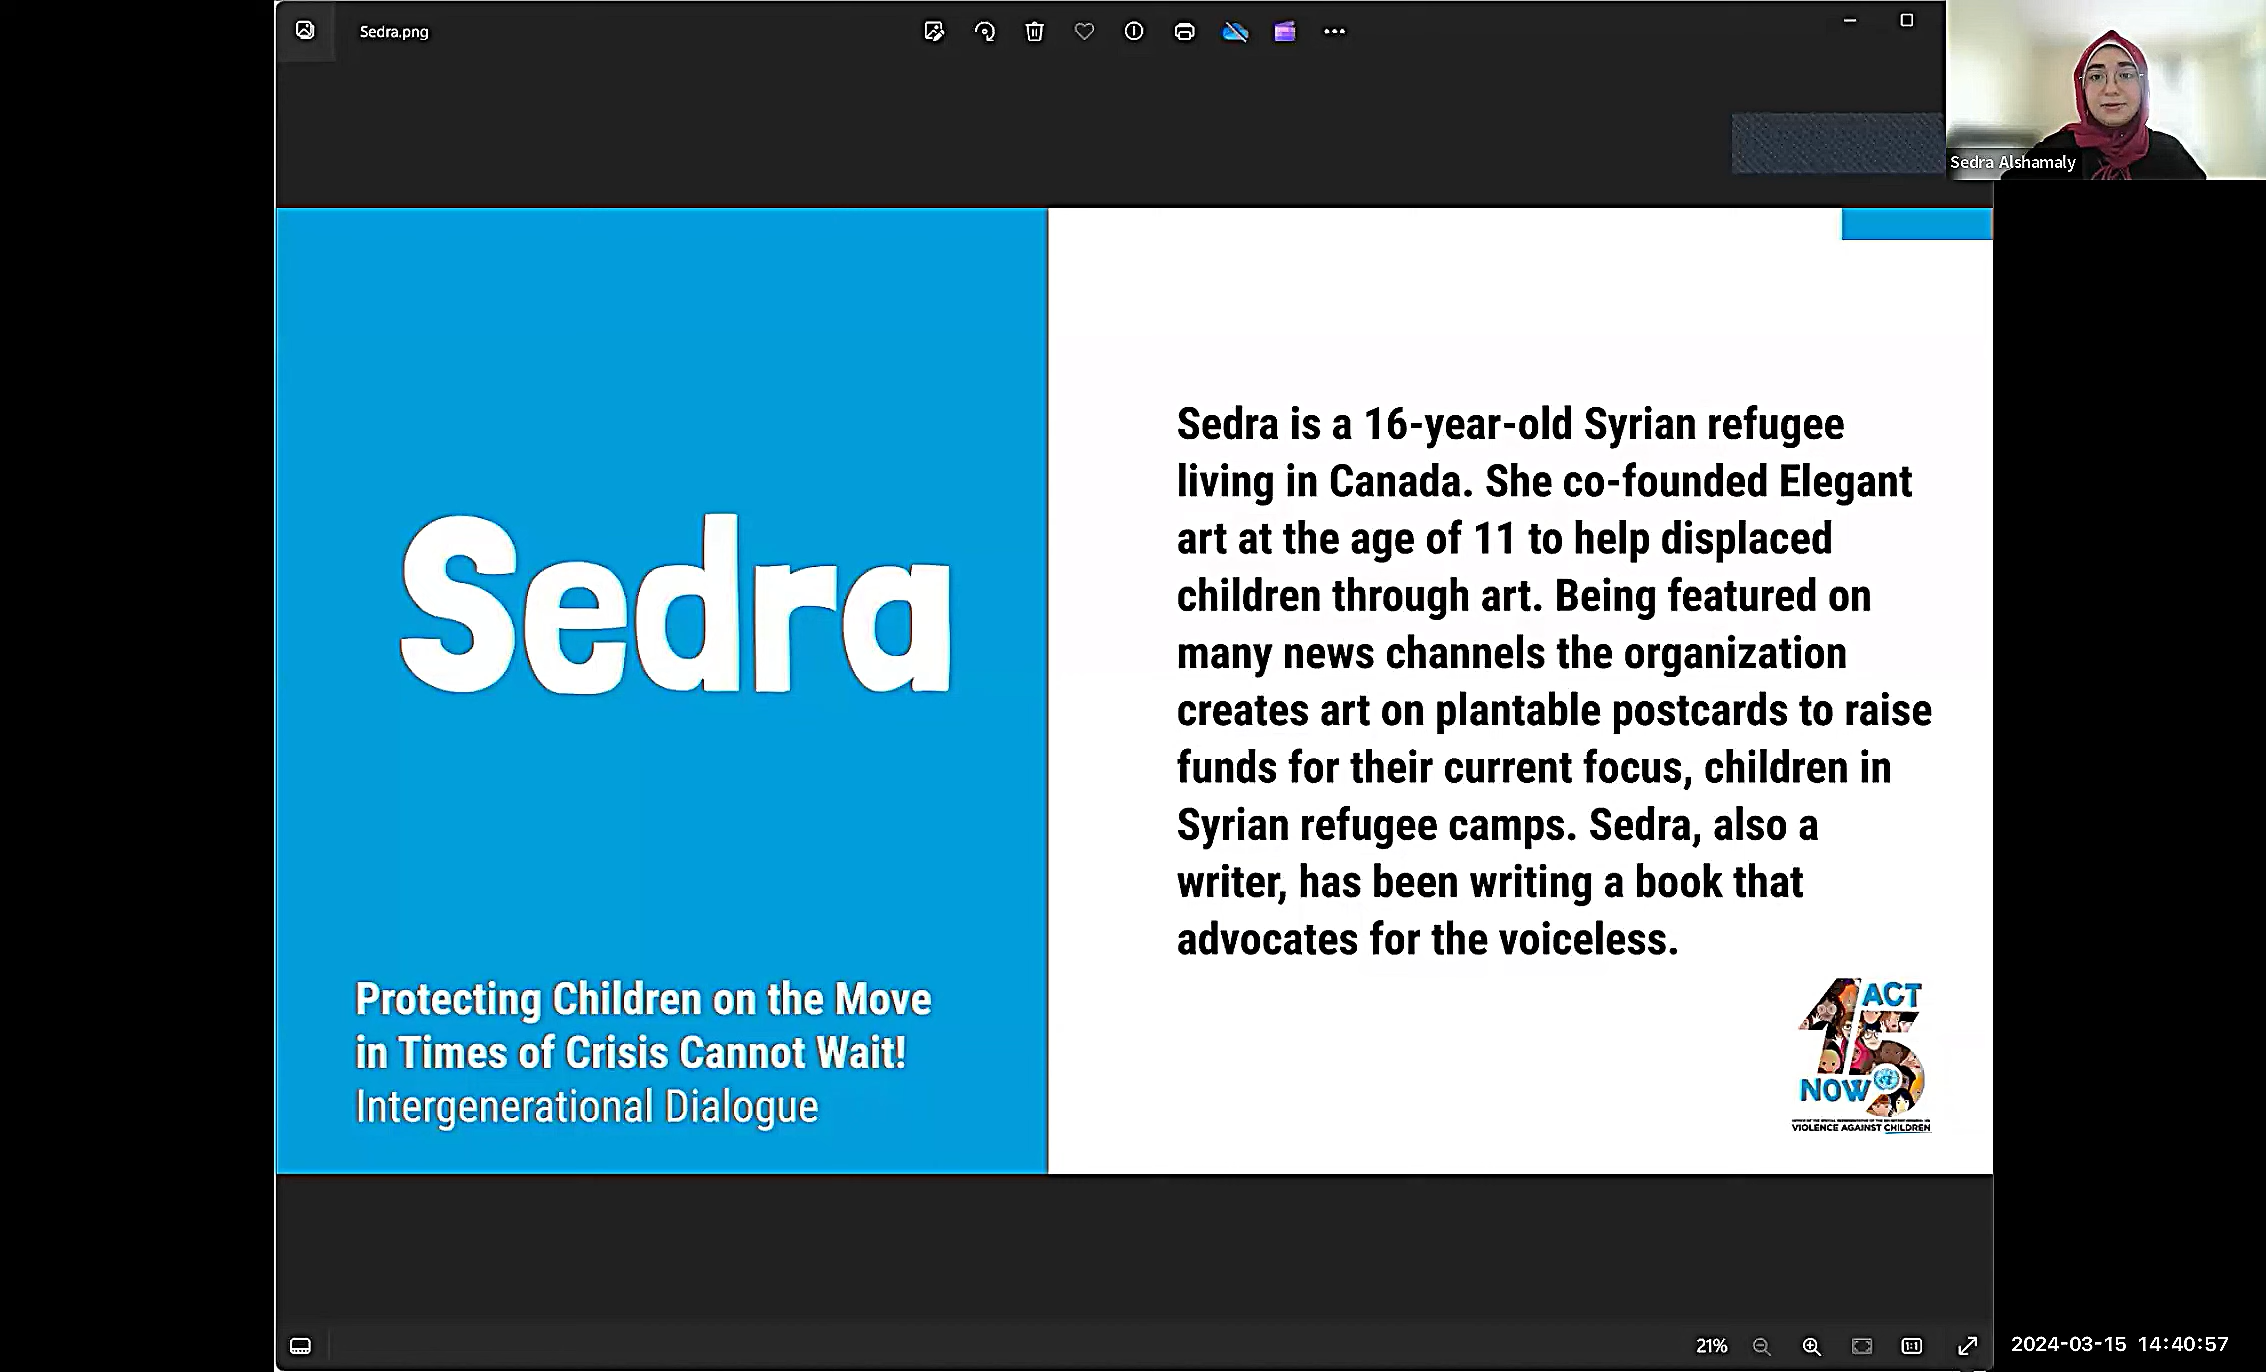 Sedra.png
Sedra Alshamaly
Sedra
Protecting Children on the Move
in Times of Crisis Cannot Wait!
Intergenerational Dialogue
Sedra is a 16-year-old Syrian refugee
living in Canada. She co-founded Elegant
art at the age of 11 to help displaced
children through art. Being featured on
many news channels the organization
creates art on plantable postcards to raise
funds for their current focus, children in
Syrian refugee camps. Sedra, also a
writer, has been writing a book that
advocates for the voiceless.
15
ACT
NOW
VIOLENCE AGAINST CHILDREN
21%
1:1
2024-03-15 14:40:57